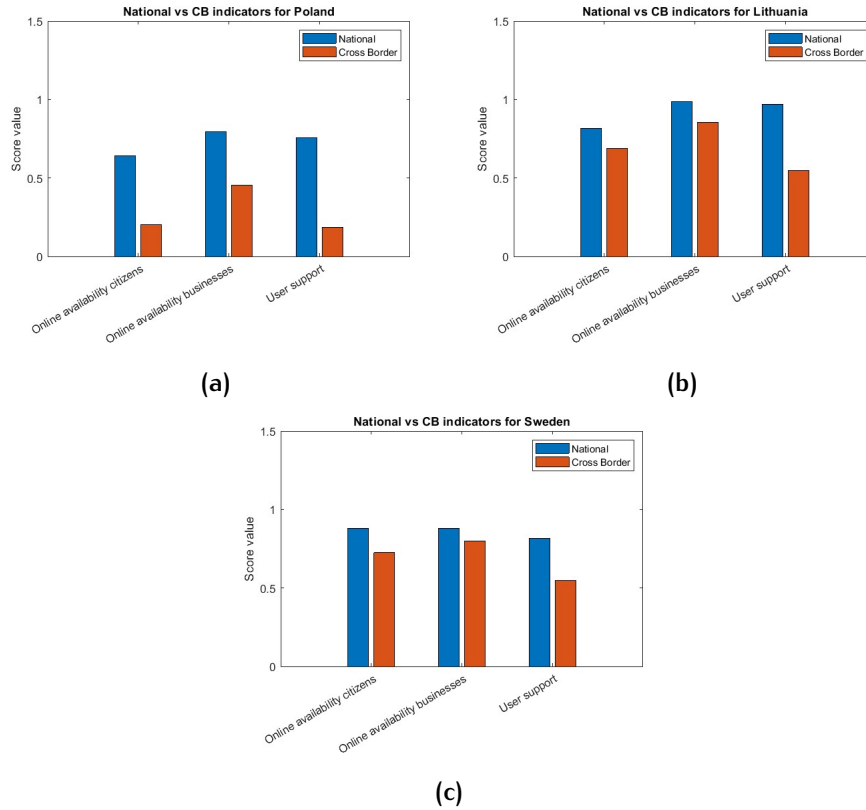 National vs CB indicators for Poland
1.5
1
0.5
0
Score value
National
Cross Border
Online availability citizens
Online availability businesses
User support
(a)
National vs CB indicators for Lithuania
1.5
1
0.5
0
Score value
National
Cross Border
Online availability citizens
Online availability businesses
User support
(b)
National vs CB indicators for Sweden
1.5
1
0.5
0
Score value
National
Cross Border
Online availability citizens
Online availability businesses
User support
(c)